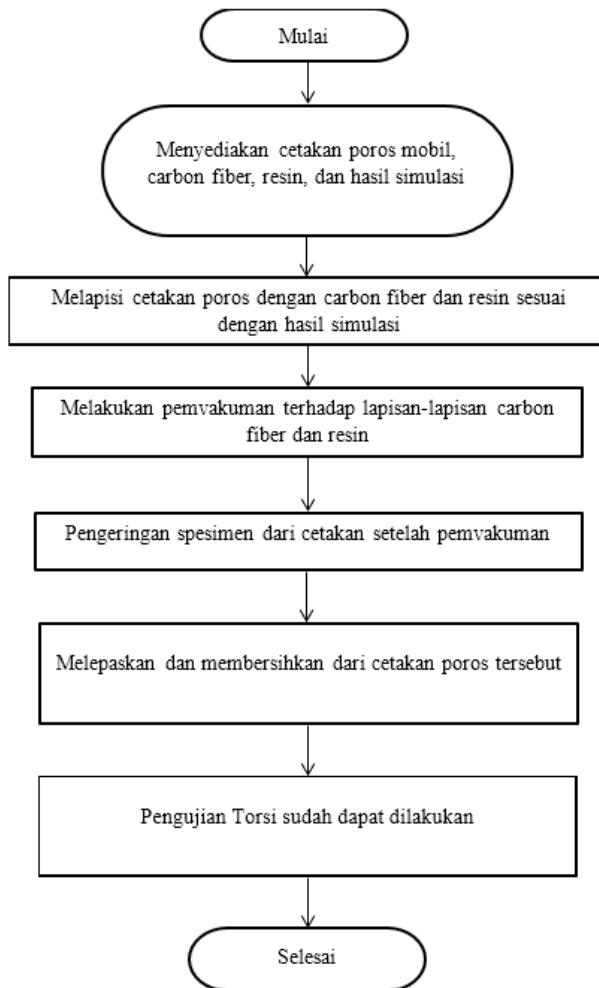 Mulai
Menyediakan cetakan poros mobil,
carbon fiber, resin, dan hasil simulasi
Melapisi cetakan poros dengan carbon fiber dan resin sesuai
dengan hasil simulasi
Melakukan pemvakuman terhadap lapisan-lapisan carbon
fiber dan resin
Pengeringan spesimen dari cetakan setelah pemvakuman
Melepaskan dan membersihkan dari cetakan poros tersebut
Pengujian Torsi sudah dapat dilakukan
Selesai